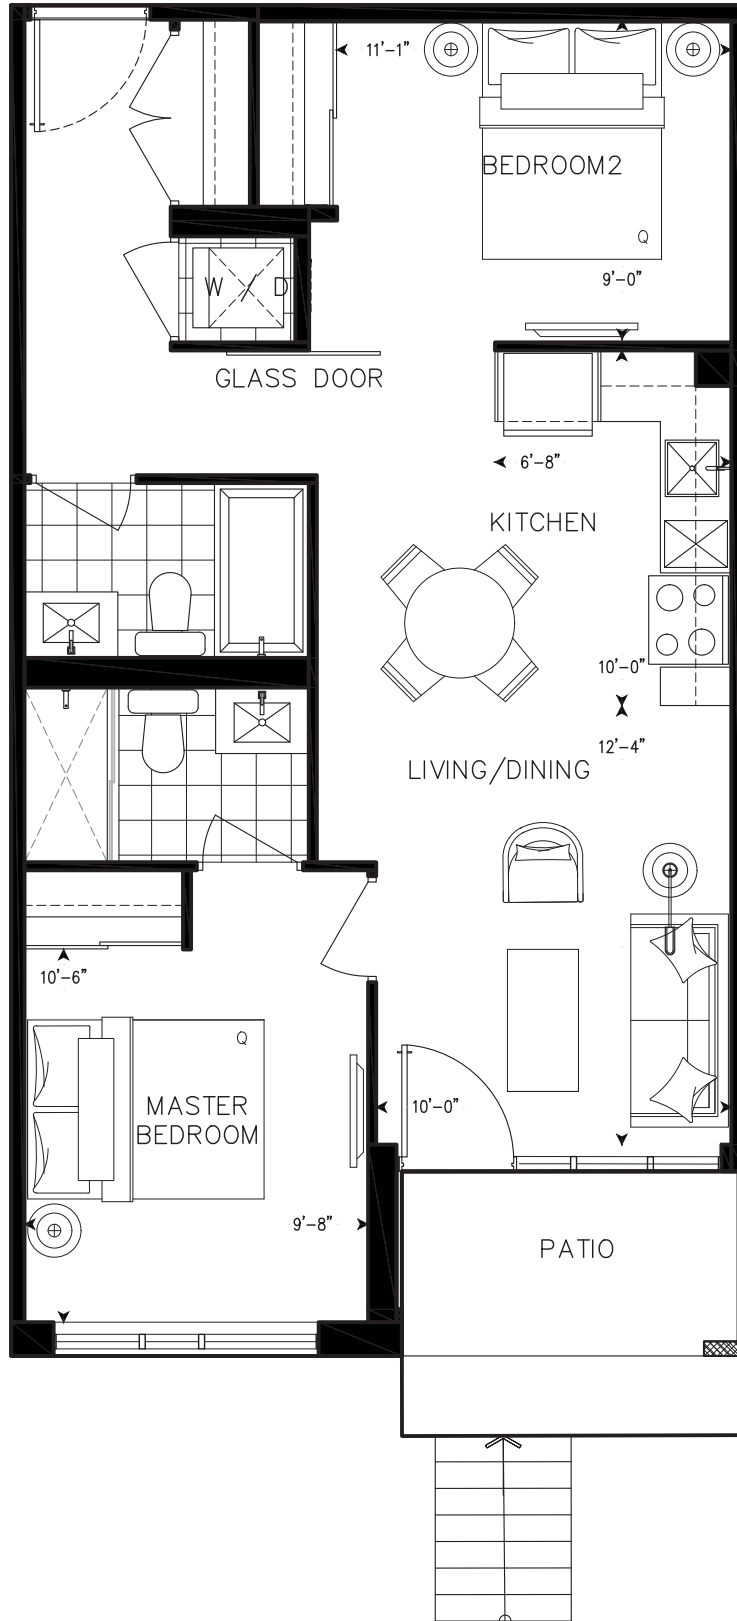 11'-1"
BEDROOM2
Q
9'-0"
W / D
GLASS DOOR
6'-8"
KITCHEN
10'-0"
12'-4"
LIVING/DINING
10'-6"
Q
MASTER
BEDROOM
10'-0"
9'-8"
PATIO